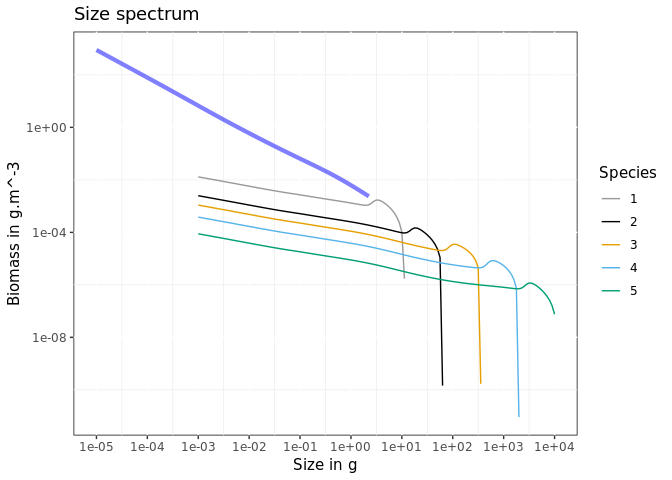 Size spectrum
Biomass in g.m^-3
1e+00
1e-04
1e-08
1e-05 1e-04 1e-03 1e-02 1e-01 1e+00 1e+01 1e+02 1e+03 1e+04
Size in g
Species
1
2
3
4
5